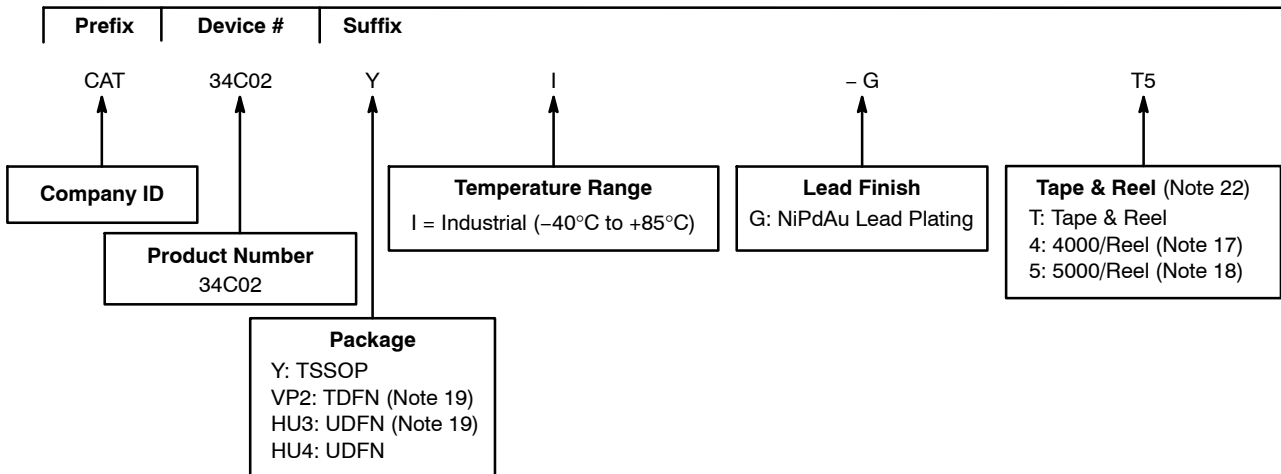 Prefix Device # Suffix
CAT 34C02 Y I – G T5
Company ID
Product Number
34C02
Package
Y: TSSOP
VP2: TDFN (Note 19)
HU3: UDFN (Note 19)
HU4: UDFN
Temperature Range
I = Industrial (−40°C to +85°C)
Lead Finish
G: NiPdAu Lead Plating
Tape & Reel (Note 22)
T: Tape & Reel
4: 4000/Reel (Note 17)
5: 5000/Reel (Note 18)